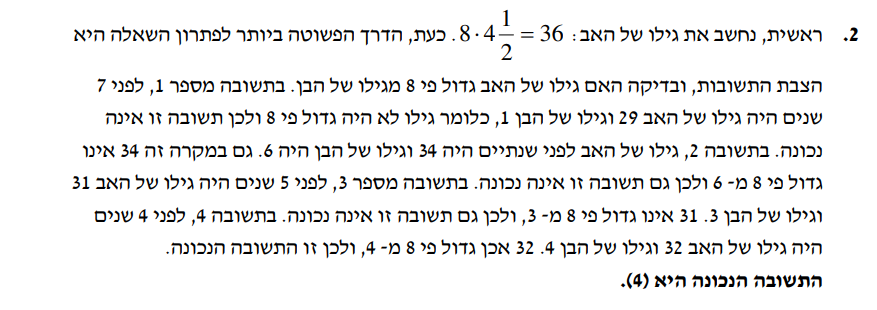 2. ראשית, נחשב את גילו של האב: 8·4 1/2 = 36. כעת, הדרך הפשוטה ביותר לפתרון השאלה היא
הצבת התשובות, ובדיקה האם גילו של האב גדול פי 8 מגילו של הבן. בתשובה מספר 1, לפני 7
שנים היה גילו של האב 29 וגילו של הבן 1, כלומר גילו לא היה גדול פי 8 ולכן תשובה זו אינה
נכונה. בתשובה 2, גילו של האב לפני שנתיים היה 34 וגילו של הבן היה 6. גם במקרה זה 34 אינו
גדול פי 8 מ- 6 ולכן גם תשובה זו אינה נכונה. בתשובה מספר 3, לפני 5 שנים היה גילו של האב 31
וגילו של הבן 3. 31 אינו גדול פי 8 מ- 3, ולכן גם תשובה זו אינה נכונה. בתשובה 4, לפני 4 שנים
היה גילו של האב 32 וגילו של הבן 4. 32 אכן גדול פי 8 מ- 4, ולכן זו התשובה הנכונה.
התשובה הנכונה היא (4).